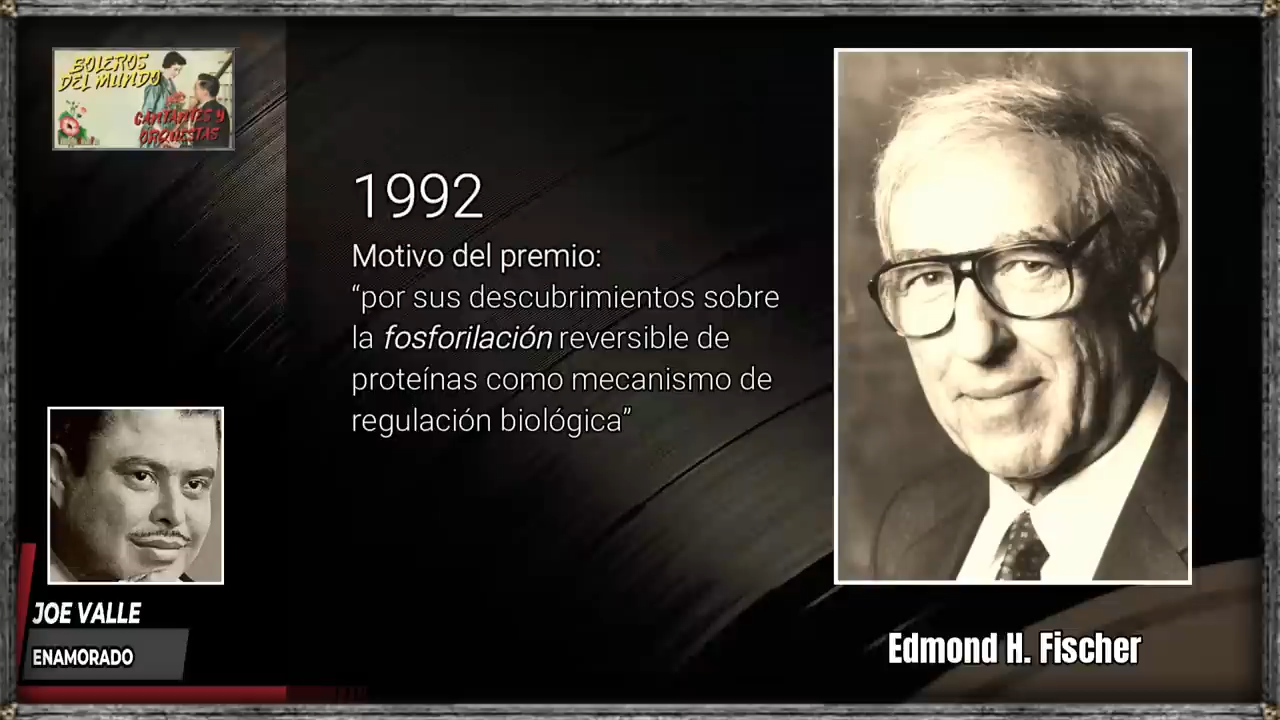 BOLEROS
DEL MUNDO
CANTANTES Y
ORQUESTAS
1992
Motivo del premio:
“por sus descubrimientos sobre
la fosforilación reversible de
proteínas como mecanismo de
regulación biológica”
JOE VALLE
ENAMORADO
Edmond H. Fischer